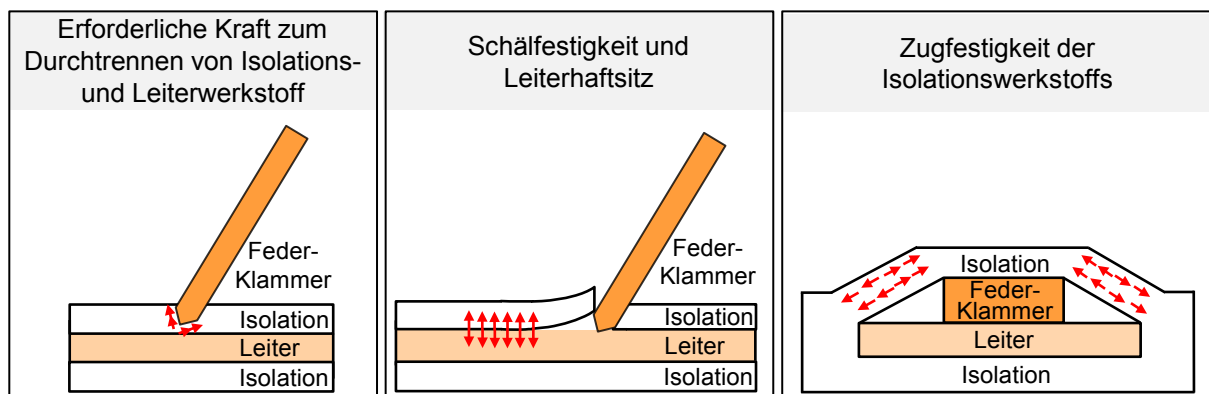 Erforderliche Kraft zum
Durchtrennen von Isolations-
und Leiterwerkstoff
Feder-
Klammer
Isolation
Leiter
Isolation
Schälfestigkeit und
Leiterhaftsitz
Feder-
Klammer
Isolation
Leiter
Isolation
Zugfestigkeit der
Isolationswerkstoffs
Isolation
Feder-
Klammer
Leiter
Isolation